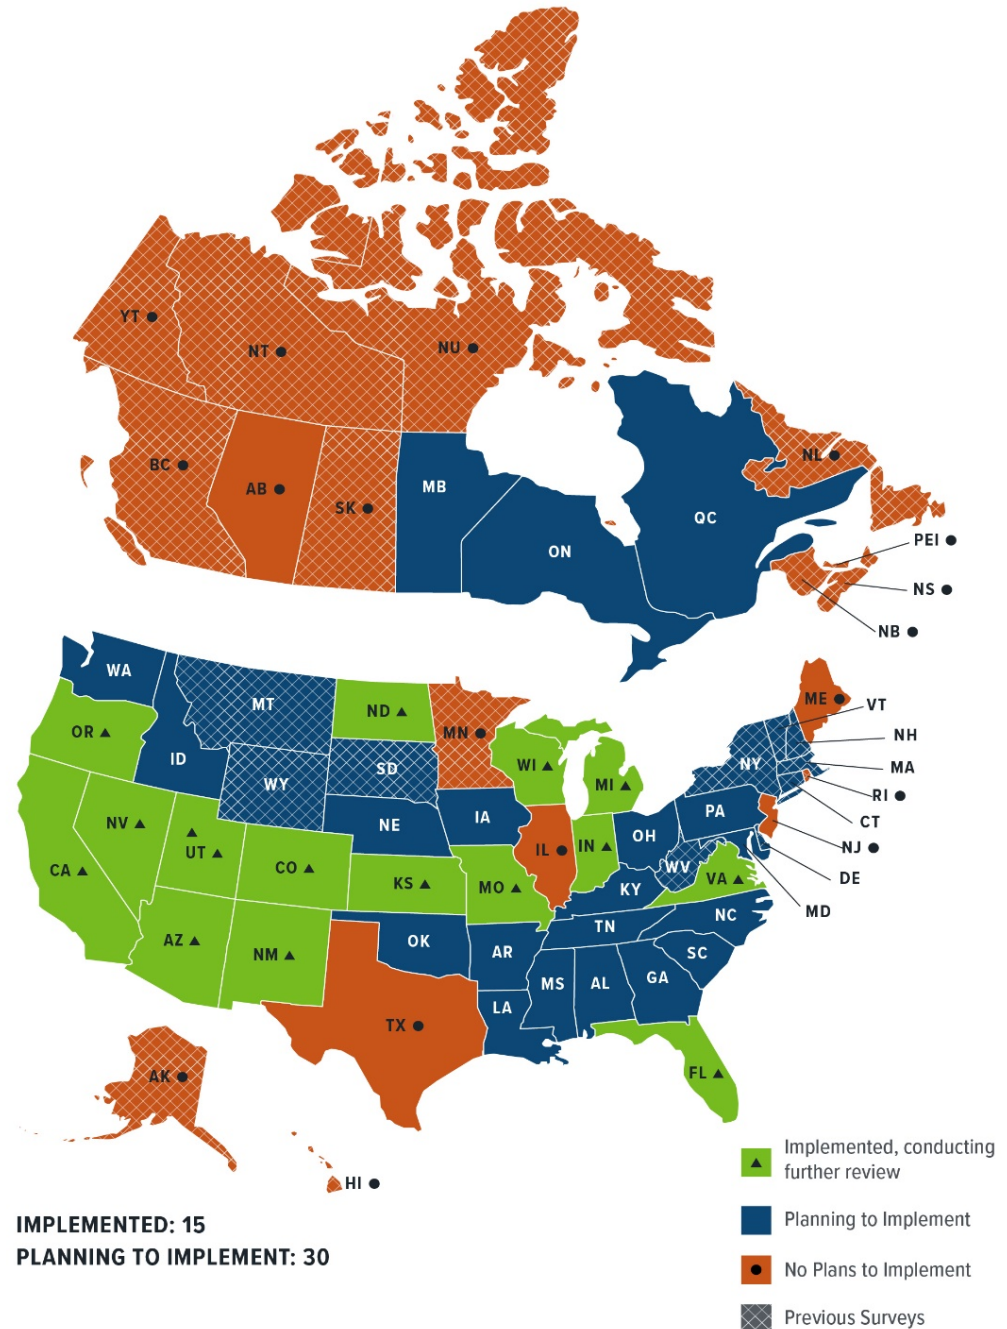 YT ●
NT ●
NU ●
BC ●
AB ●
SK ●
MB
ON
QC
NL ●
PEI ●
NS ●
NB ●
WA
MT
ND ▲
MN ●
ME ●
VT
OR ▲
ID
WY
SD
WI ▲
MI ▲
NY
NH
MA
RI ●
CT
NJ ●
DE
MD
NV ▲
▲
UT ▲
NE
IA
PA
CA ▲
CO ▲
KS ▲
MO ▲
IL ●
IN ▲
OH
WV
VA ▲
KY
AZ ▲
NM ▲
OK
AR
TN
NC
SC
MS
AL
GA
LA
TX ●
FL ▲
AK ●
HI ●
IMPLEMENTED: 15
PLANNING TO IMPLEMENT: 30
Implemented, conducting
further review
Planning to Implement
No Plans to Implement
Previous Surveys